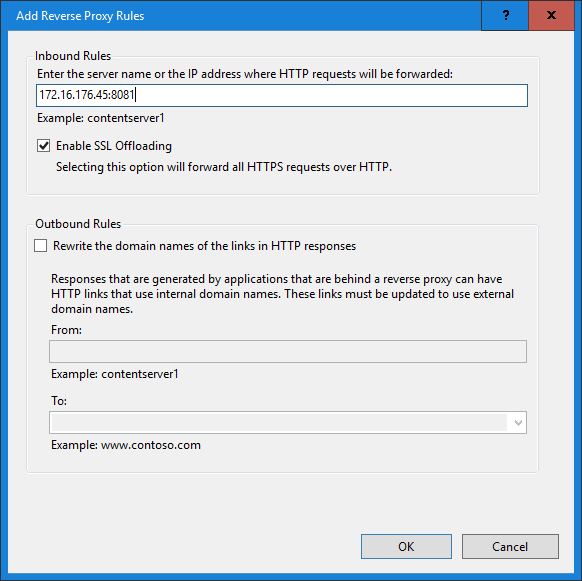 Add Reverse Proxy Rules
?
Inbound Rules
Enter the server name or the IP address where HTTP requests will be forwarded:
172.16.176.45:8081
Example: contentserver1
Enable SSL Offloading
Selecting this option will forward all HTTPS requests over HTTP.
Outbound Rules
Rewrite the domain names of the links in HTTP responses
Responses that are generated by applications that are behind a reverse proxy can have
HTTP links that use internal domain names. These links must be updated to use external
domain names.
From:
Example: contentserver1
To:
Example: www.contoso.com
OK
Cancel